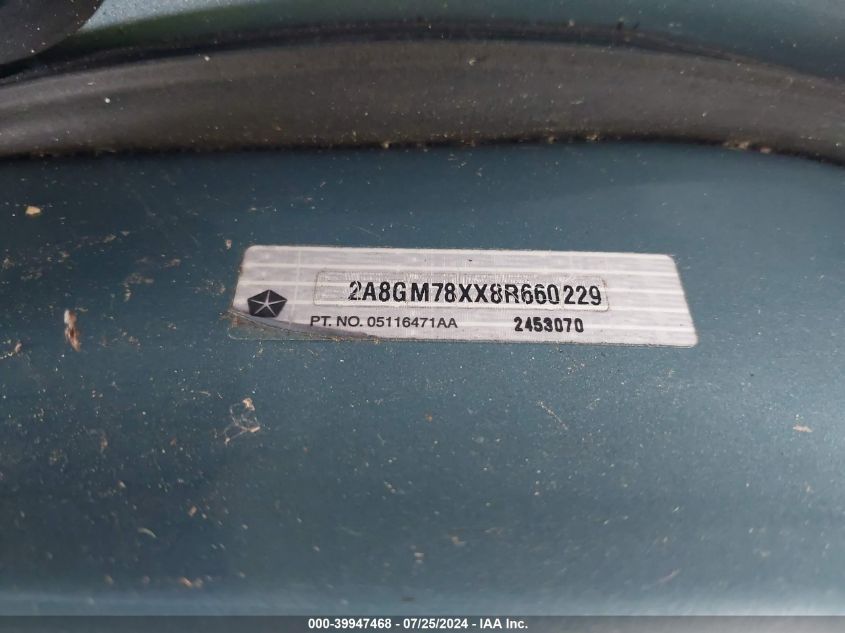 2A8GM78XX8R660229
PT. NO. 05116471AA 2453070
000-39947468 - 07/25/2024 - IAA Inc.